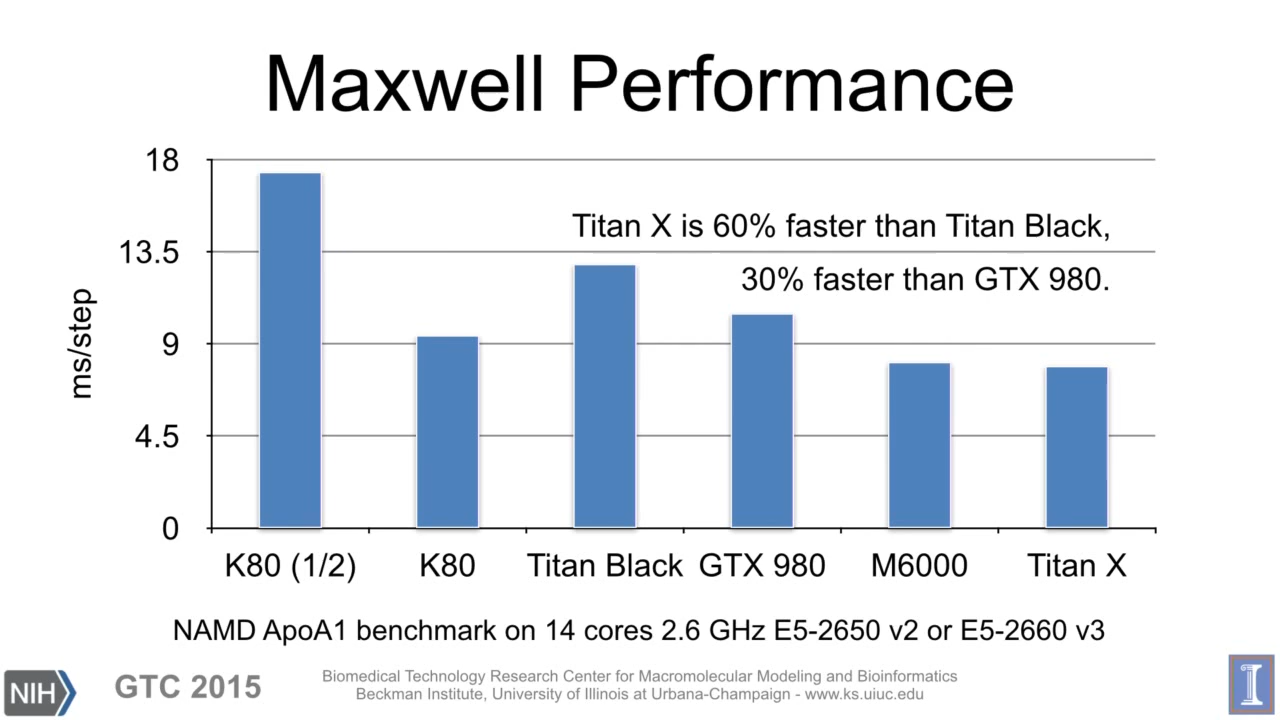 Maxwell Performance
18
13.5
9
4.5
0
ms/step
Titan X is 60% faster than Titan Black,
30% faster than GTX 980.
K80 (1/2) K80 Titan Black GTX 980 M6000 Titan X
NAMD ApoA1 benchmark on 14 cores 2.6 GHz E5-2650 v2 or E5-2660 v3
NIH
GTC 2015
Biomedical Technology Research Center for Macromolecular Modeling and Bioinformatics
Beckman Institute, University of Illinois at Urbana-Champaign - www.ks.uiuc.edu
I